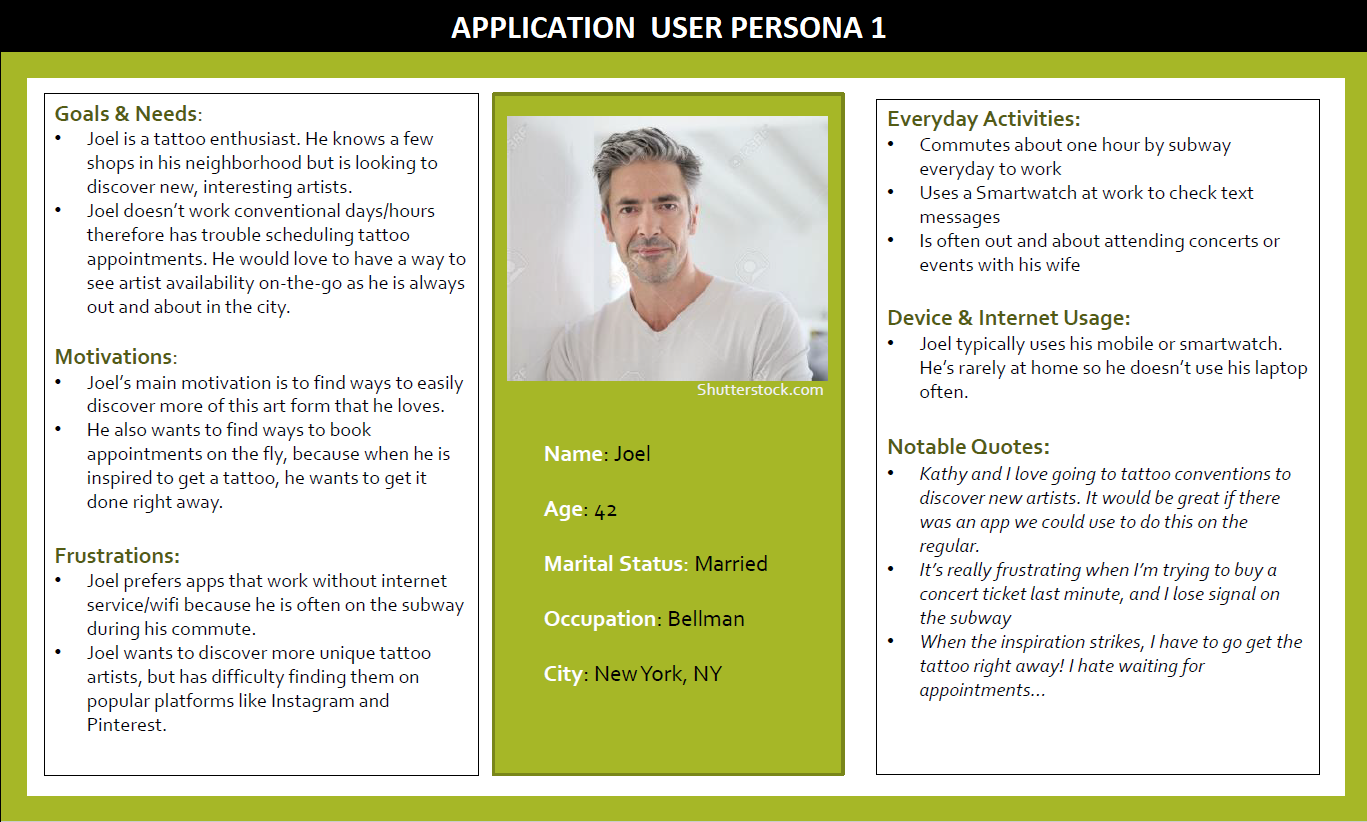 APPLICATION  USER PERSONA 1
Goals & Needs:
• Joel is a tattoo enthusiast. He knows a few
shops in his neighborhood but is looking to
discover new, interesting artists.
• Joel doesn’t work conventional days/hours
therefore has trouble scheduling tattoo
appointments. He would love to have a way to
see artist availability on-the-go as he is always
out and about in the city.
Motivations:
• Joel’s main motivation is to find ways to easily
discover more of this art form that he loves.
• He also wants to find ways to book
appointments on the fly, because when he is
inspired to get a tattoo, he wants to get it
done right away.
Frustrations:
• Joel prefers apps that work without internet
service/wifi because he is often on the subway
during his commute.
• Joel wants to discover more unique tattoo
artists, but has difficulty finding them on
popular platforms like Instagram and
Pinterest.
Shutterstock.com
Name: Joel
Age: 42
Marital Status: Married
Occupation: Bellman
City: New York, NY
Everyday Activities:
• Commutes about one hour by subway
everyday to work
• Uses a Smartwatch at work to check text
messages
• Is often out and about attending concerts or
events with his wife
Device & Internet Usage:
• Joel typically uses his mobile or smartwatch.
He’s rarely at home so he doesn’t use his laptop
often.
Notable Quotes:
• Kathy and I love going to tattoo conventions to
discover new artists. It would be great if there
was an app we could use to do this on the
regular.
• It’s really frustrating when I’m trying to buy a
concert ticket last minute, and I lose signal on
the subway
• When the inspiration strikes, I have to go get the
tattoo right away! I hate waiting for
appointments…